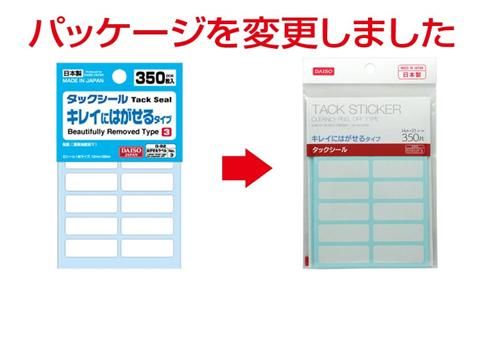 パッケージを変更しました
日本製
MADE IN JAPAN
350枚入
タックシール Tack Seal
キレイにはがせるタイプ
Beautifully Removed Type 3
DAISO
JAPAN
DAISO
MADE IN JAPAN
日本製
TACK STICKER
CLEANLY PEEL OFF TYPE
キレイにはがせるタイプ
350片
タックシール